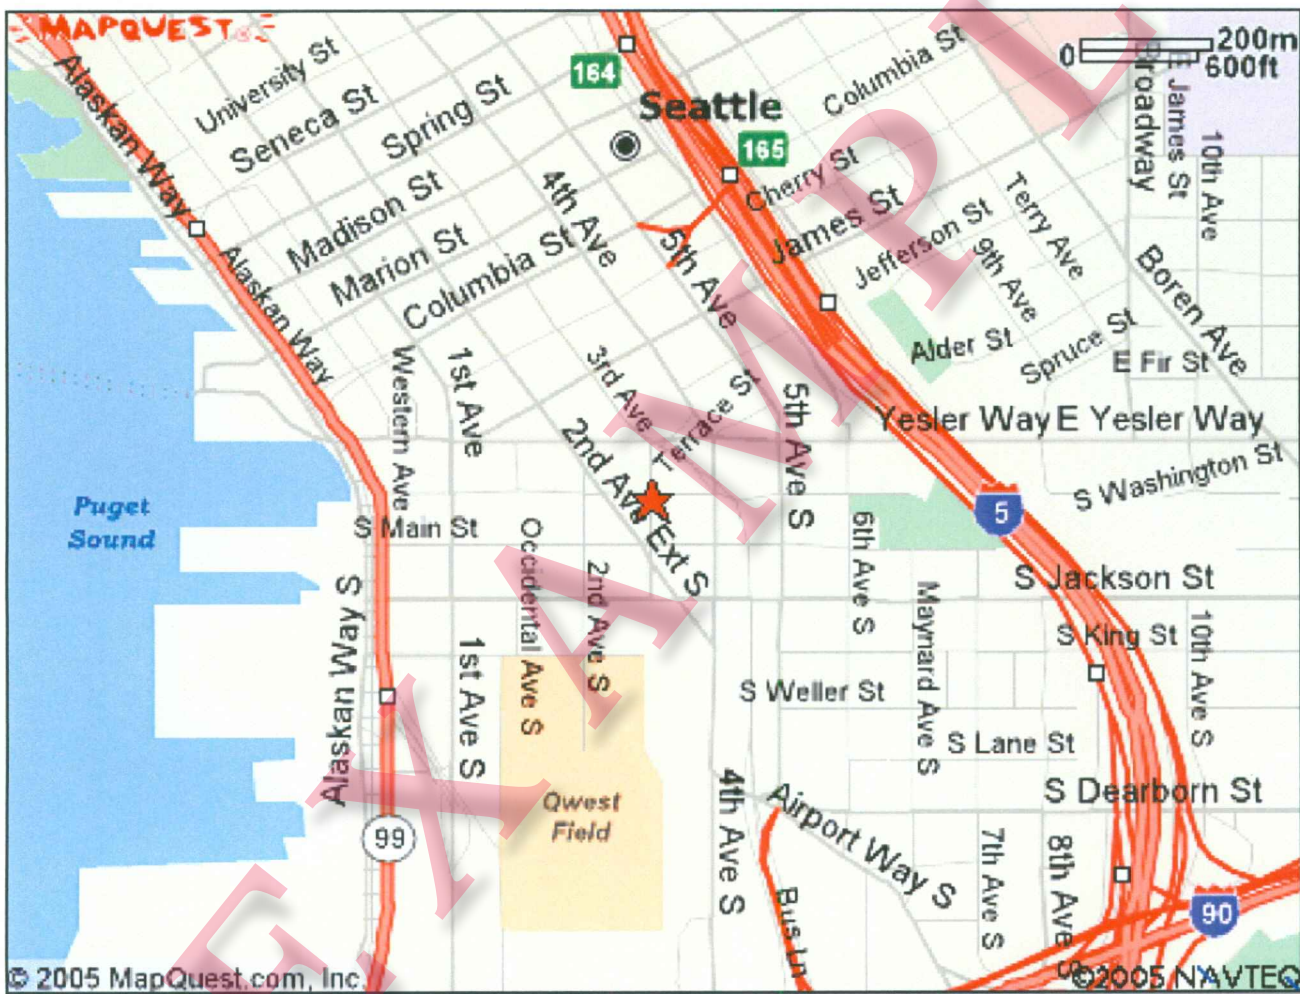 MAPQUEST
200m
0
600ft
164
Seattle
165
Columbia St
University St
Seneca St
Spring St
Alaskan Way
Broadway
E James St
10th Ave
Cherry St
Madison St
4th Ave
James St
Terry Ave
Marion St
Jefferson St
9th Ave
Columbia St
5th Ave
Boren Ave
Alaskan Way
Alder St
Spruce St
E Fir St
Western Ave
1st Ave
3rd Ave
Terrace St
5th Ave S
Yesler Way
E Yesler Way
2nd Ave Ext S
S Washington St
Puget
Sound
S Main St
5
Occidental Ave S
2nd Ave S
6th Ave S
S Jackson St
Maynard Ave S
Alaskan Way S
1st Ave S
S King St
10th Ave S
S Weller St
S Lane St
4th Ave S
Airport Way S
S Dearborn St
Qwest
Field
99
7th Ave S
8th Ave S
Bus Ln
90
EXAMPL
© 2005 MapQuest.com, Inc.
©2005 NAVTEQ